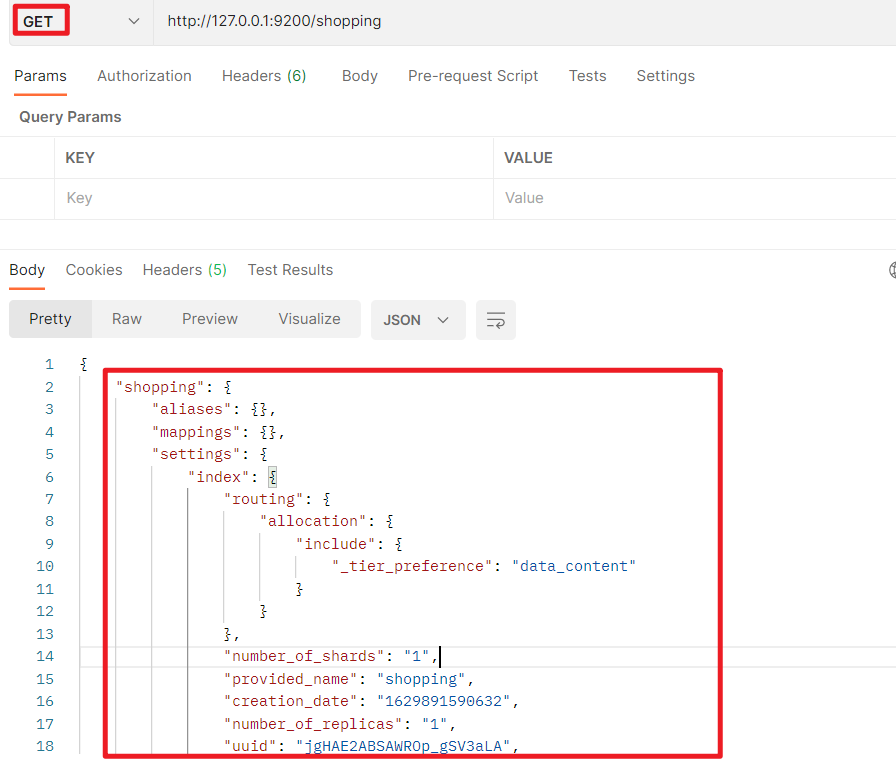 GET http://127.0.0.1:9200/shopping
Params Authorization Headers (6) Body Pre-request Script Tests Settings
Query Params
KEY VALUE
Key Value
Body Cookies Headers (5) Test Results
Pretty Raw Preview Visualize JSON
1 {
2 "shopping": {
3 "aliases": {},
4 "mappings": {},
5 "settings": {
6 "index": {
7 "routing": {
8 "allocation": {
9 "include": {
10 "_tier_preference": "data_content"
11 }
12 }
13 },
14 "number_of_shards": "1",
15 "provided_name": "shopping",
16 "creation_date": "1629891590632",
17 "number_of_replicas": "1",
18 "uuid": "jgHAE2ABSAWROp_gSV3aLA",